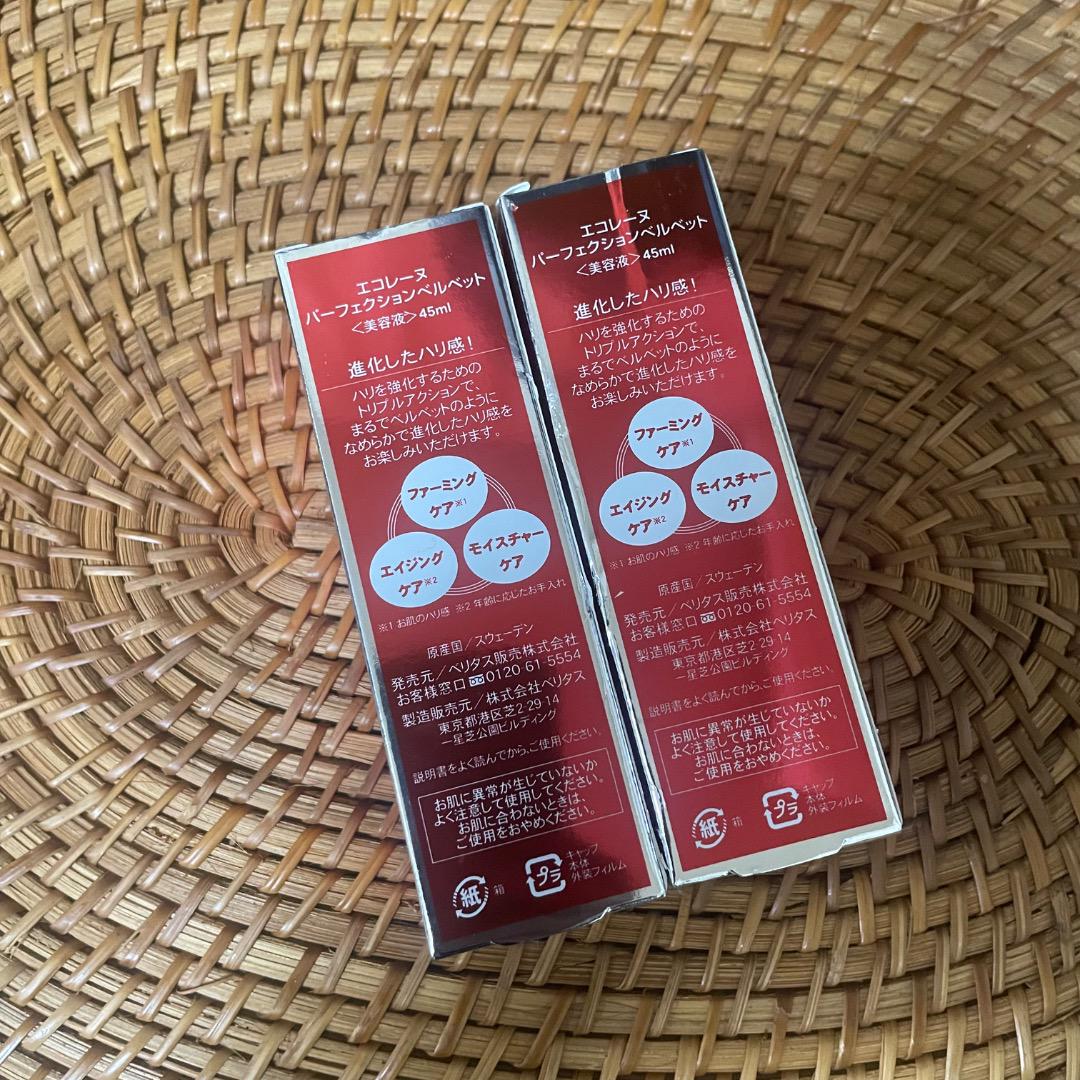 エコレーヌ
パーフェクションベルベット
〈美容液〉45ml
進化したハリ感！
ハリを強化するための
トリプルアクションで、
まるでベルベットのように
なめらかで進化したハリ感を
お楽しみいただけます。
ファーミング
ケア※1
エイジング
ケア※2
モイスチャー
ケア
※1 お肌のハリ感 ※2 年齢に応じたお手入れ
原産国/スウェーデン
発売元/ベリタス販売株式会社
お客様窓口 0120-61-5554
製造販売元/株式会社ベリタス
東京都港区芝2-29-14
一星芝公園ビルディング
説明書をよく読んでから、ご使用ください。
お肌に異常が生じていないか
よく注意して使用してください。
お肌に合わないときは、
ご使用をおやめください。
紙
箱
プラ
キャップ
本体
外装フィルム
エコレーヌ
パーフェクションベルベット
〈美容液〉45ml
進化したハリ感！
ハリを強化するための
トリプルアクションで、
まるでベルベットのように
なめらかで進化したハリ感を
お楽しみいただけます。
ファーミング
ケア※1
エイジング
ケア※2
モイスチャー
ケア
※1 お肌のハリ感 ※2 年齢に応じたお手入れ
原産国/スウェーデン
発売元/ベリタス販売株式会社
お客様窓口 0120-61-5554
製造販売元/株式会社ベリタス
東京都港区芝2-29-14
一星芝公園ビルディング
説明書をよく読んでから、ご使用ください。
お肌に異常が生じていないか
よく注意して使用してください。
お肌に合わないときは、
ご使用をおやめください。
紙
箱
プラ
キャップ
本体
外装フィルム